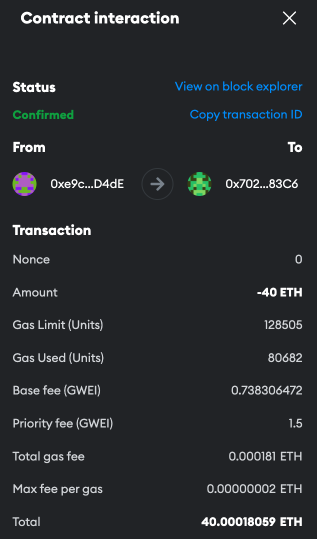 Contract interaction
Status View on block explorer
Confirmed Copy transaction ID
From To
0xe9c...D4dE 0x702...83C6
Transaction
Nonce 0
Amount -40 ETH
Gas Limit (Units) 128505
Gas Used (Units) 80682
Base fee (GWEI) 0.738306472
Priority fee (GWEI) 1.5
Total gas fee 0.000181 ETH
Max fee per gas 0.00000002 ETH
Total 40.00018059 ETH